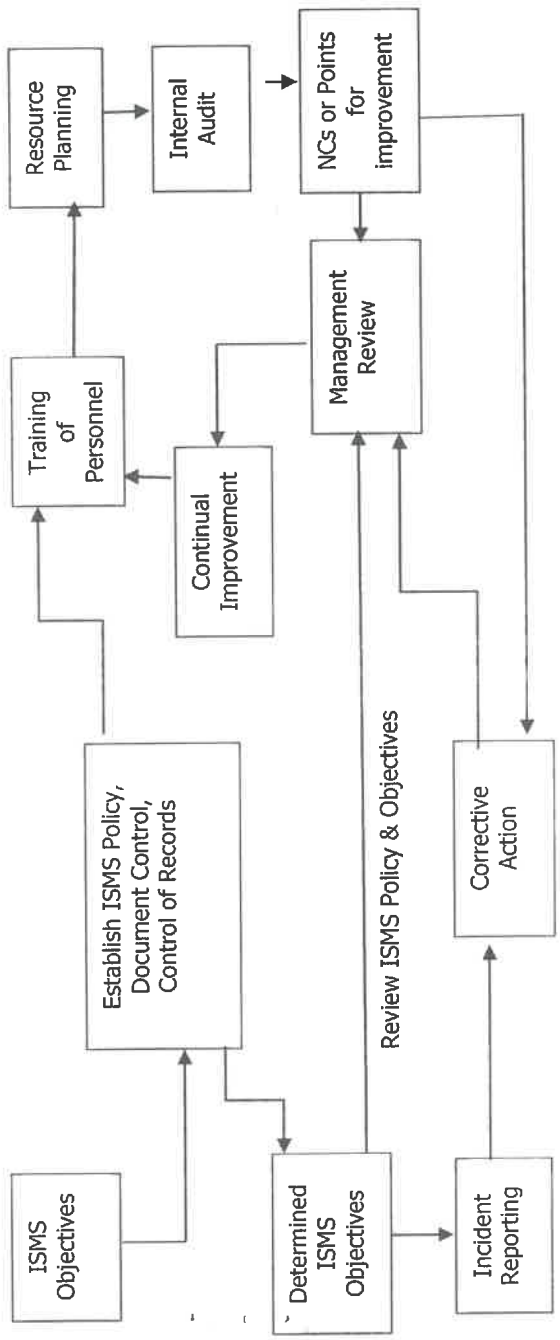 ISMS
Objectives
Establish ISMS Policy,
Document Control,
Control of Records
Training
of
Personnel
Resource
Planning
Internal
Audit
Continual
Improvement
Determined
ISMS
Objectives
Review ISMS Policy & Objectives
Management
Review
NCs or Points
for
improvement
Incident
Reporting
Corrective
Action